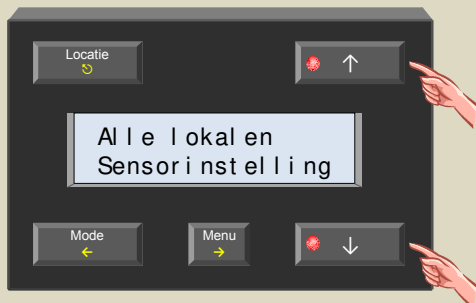 Locatie
Alle lokalen
Sensorinstelling
Mode
Menu